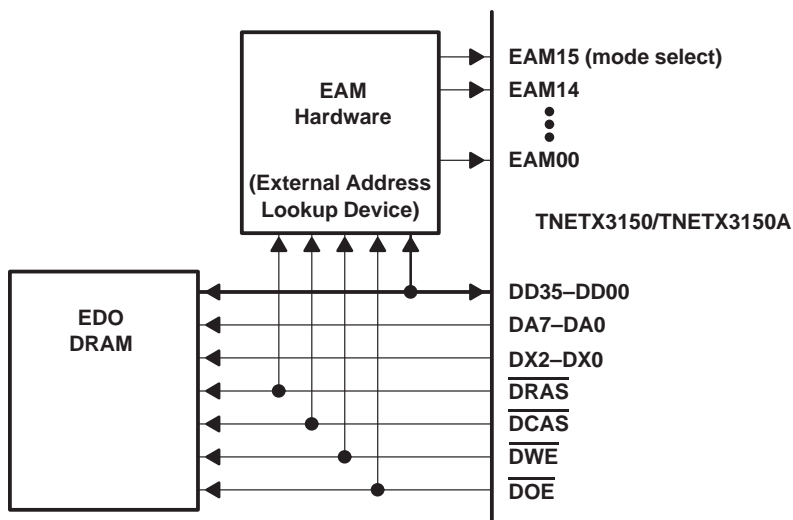 EAM
Hardware
(External Address
Lookup Device)
EAM15 (mode select)
EAM14
EAM00
TNETX3150/TNETX3150A
EDO
DRAM
DD35–DD00
DA7–DA0
DX2–DX0
DRAS
DCAS
DWE
DOE